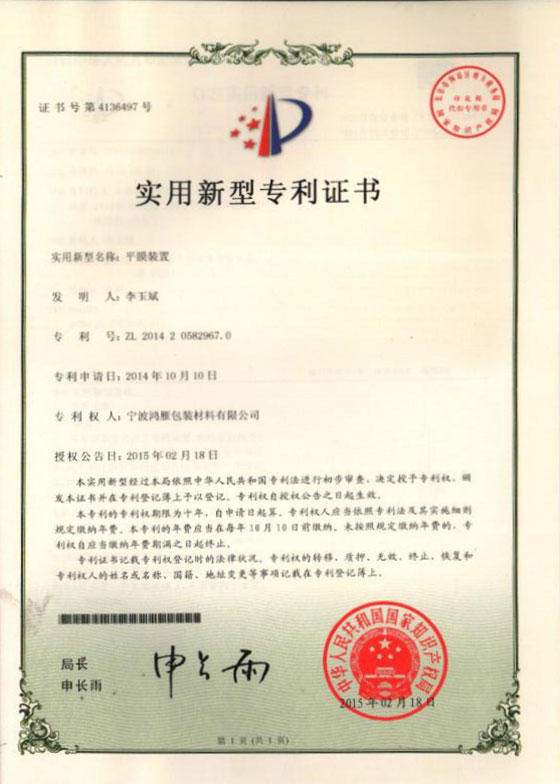 证书号第4136497号
实用新型专利证书
实用新型名称：平膜装置
发 明 人：李玉斌
专 利 号：ZL 2014 2 0582967.0
专利申请日：2014年10月10日
专 利 权 人：宁波鸿雁包装材料有限公司
授权公告日：2015年02月18日
本实用新型经过本局依照中华人民共和国专利法进行初步审查，决定授予专利权，颁
发本证书并在专利登记簿上予以登记。专利权自授权公告之日起生效。
本专利的专利权期限为十年，自申请日起算。专利权人应当依照专利法及其实施细则
规定缴纳年费。本专利的年费应当在每年10月10日前缴纳。未按照规定缴纳年费的，专
利权自应当缴纳年费期满之日起终止。
专利证书记载专利权登记时的法律状况。专利权的转移、质押、无效、终止、恢复和
专利权人的姓名或名称、国籍、地址变更等事项记载在专利登记簿上。
局长
申长雨
申长雨
中华人民共和国国家知识产权局
2015年02月18日
第1页(共1页)